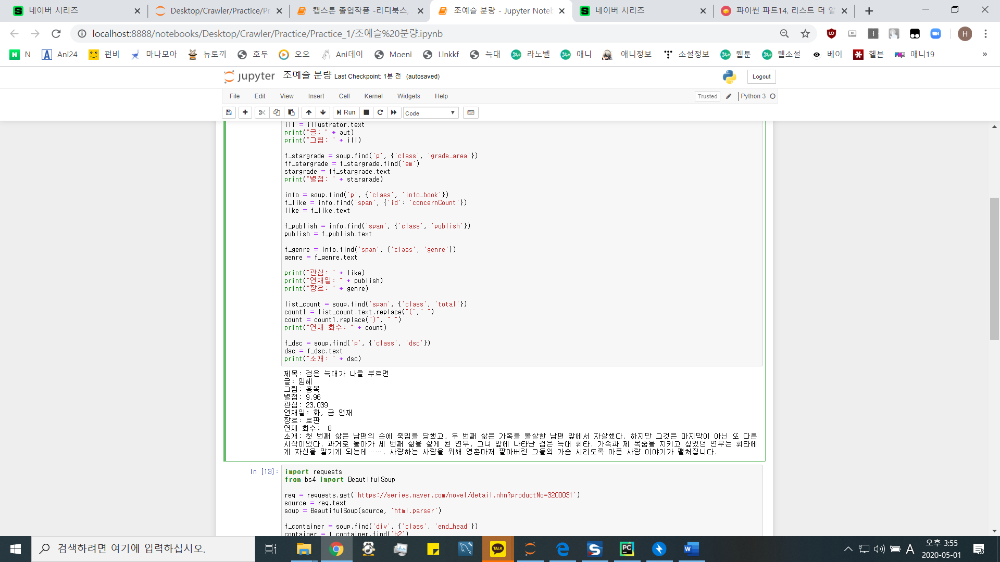 네이버 시리즈
Desktop/Crawler/Practice/Pr
캡스톤 졸업작품 -리디북스,
조예슬 분량 - Jupyter Noteb
네이버 시리즈
파이썬 파트14. 리스트 더 알
localhost:8888/notebooks/Desktop/Crawler/Practice/Practice_1/조예슬%20분량.ipynb
H
N Ani24 펀비 마나모아 뉴토끼 호두 오오 Ani데이 Moeni Linkkf 늑대 라노벨 애니 애니정보 소설정보 웹툰 웹소설 베이 헬븐 애니19 »
jupyter 조예슬 분량 Last Checkpoint: 1분 전 (autosaved) Logout
File Edit View Insert Cell Kernel Widgets Help Trusted Python 3
Run Code
ill = illustrator.text
print("글: " + aut)
print("그림: " + ill)
f_stargrade = soup.find('p', {'class', 'grade_area'})
ff_stargrade = f_stargrade.find('em')
stargrade = ff_stargrade.text
print("별점: " + stargrade)
info = soup.find('p', {'class', 'info_book'})
f_like = info.find('span', {'id': 'concernCount'})
like = f_like.text
f_publish = info.find('span', {'class', 'publish'})
publish = f_publish.text
f_genre = info.find('span', {'class', 'genre'})
genre = f_genre.text
print("관심: " + like)
print("연재일: " + publish)
print("장르: " + genre)
list_count = soup.find('span', {'class', 'total'})
count1 = list_count.text.replace("("," ")
count = count1.replace(")", " ")
print("연재 화수: " + count)
f_dsc = soup.find('p', {'class', 'dsc'})
dsc = f_dsc.text
print("소개: " + dsc)
제목: 검은 늑대가 나를 부르면
글: 임혜
그림: 홍복
별점: 9.96
관심: 23,039
연재일: 화, 금 연재
장르: 로판
연재 화수:  8
소개: 첫 번째 삶은 남편의 손에 죽임을 당했고, 두 번째 삶은 가족을 몰살한 남편 앞에서 자살했다. 하지만 그것은 마지막이 아닌 또 다른
시작이었다. 과거로 돌아가 세 번째 삶을 살게 된 연우. 그녀 앞에 나타난 검은 늑대 휘타. 가족과 제 목숨을 지키고 싶었던 연우는 휘타에
게 자신을 맡기게 되는데……. 사랑하는 사람을 위해 영혼마저 팔아버린 그들의 가슴 시리도록 아픈 사랑 이야기가 펼쳐집니다.
In [13]:
import requests
from bs4 import BeautifulSoup
req = requests.get('https://series.naver.com/novel/detail.nhn?productNo=3200031')
source = req.text
soup = BeautifulSoup(source, 'html.parser')
f_container = soup.find('div', {'class', 'end_head'})
container = f_container.find('h2')
검색하려면 여기에 입력하십시오.
TALK
PC
A
오후 3:55
2020-05-01